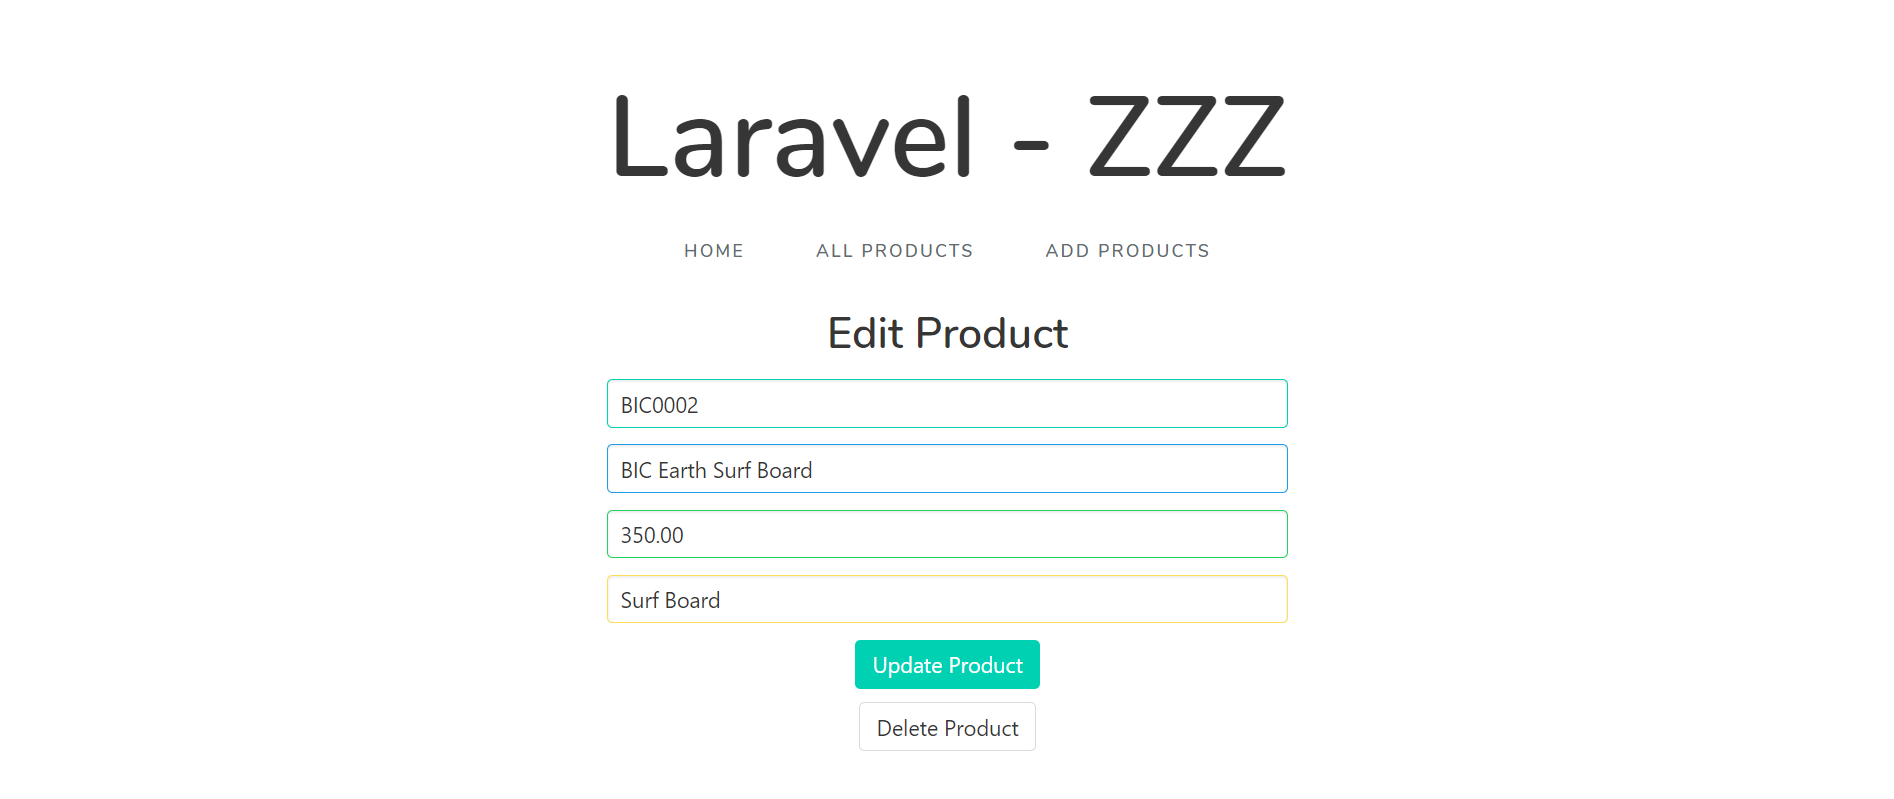 Laravel - ZZZ
HOME ALL PRODUCTS ADD PRODUCTS
Edit Product
BIC0002
BIC Earth Surf Board
350.00
Surf Board
Update Product
Delete Product